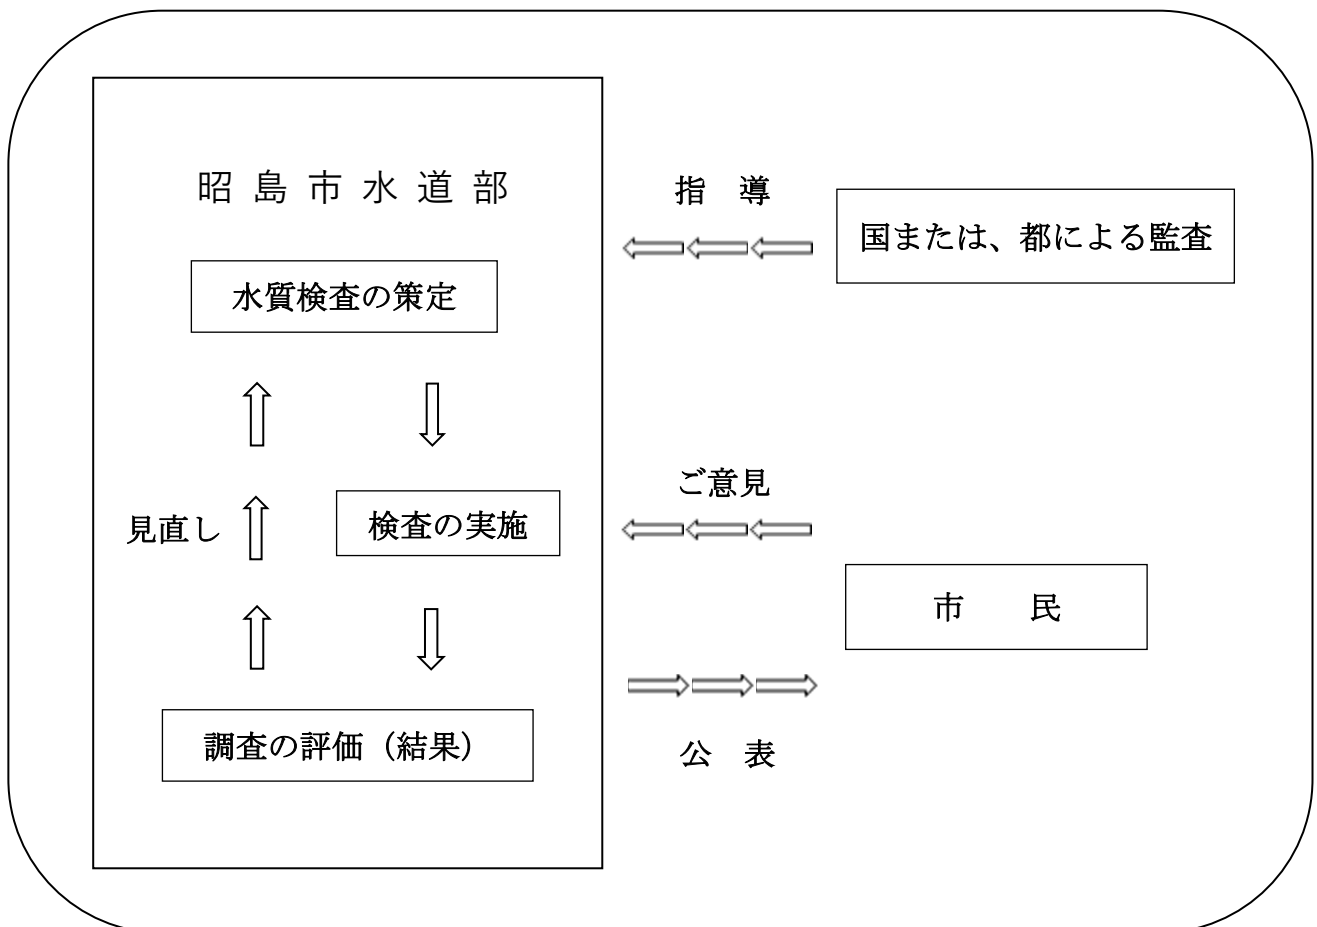 昭島市水道部
指　導
国または、都による監査
水質検査の策定
ご意見
見直し
検査の実施
市　　民
調査の評価（結果）
公　表